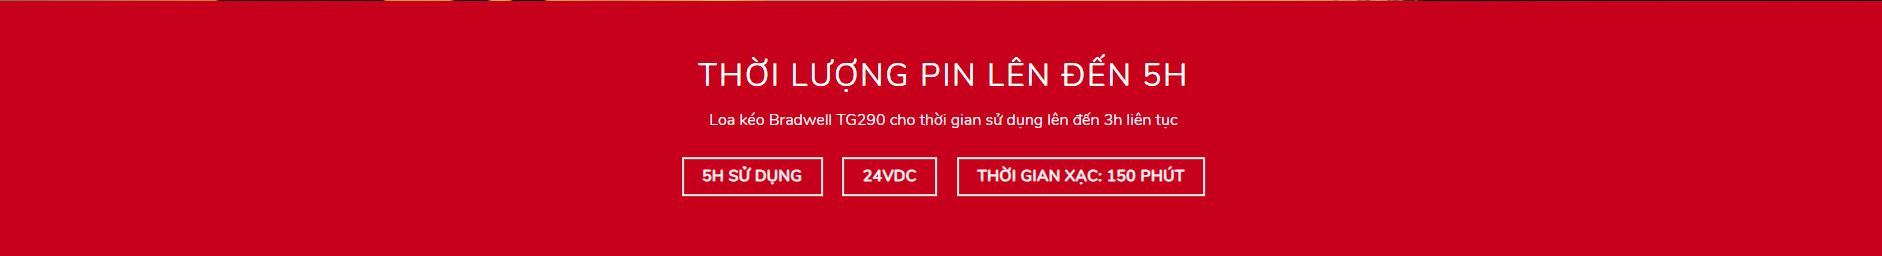 THỜI LƯỢNG PIN LÊN ĐẾN 5H
Loa kéo Bradwell TG290 cho thời gian sử dụng lên đến 3h liên tục
5H SỬ DỤNG
24VDC
THỜI GIAN XẠC: 150 PHÚT